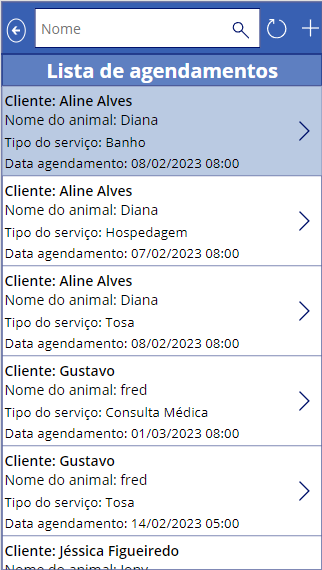 Nome
Lista de agendamentos
Cliente: Aline Alves
Nome do animal: Diana
Tipo do serviço: Banho
Data agendamento: 08/02/2023 08:00
Cliente: Aline Alves
Nome do animal: Diana
Tipo do serviço: Hospedagem
Data agendamento: 07/02/2023 08:00
Cliente: Aline Alves
Nome do animal: Diana
Tipo do serviço: Tosa
Data agendamento: 08/02/2023 08:00
Cliente: Gustavo
Nome do animal: fred
Tipo do serviço: Consulta Médica
Data agendamento: 01/03/2023 08:00
Cliente: Gustavo
Nome do animal: fred
Tipo do serviço: Tosa
Data agendamento: 14/02/2023 05:00
Cliente: Jéssica Figueiredo
Nome do animal: